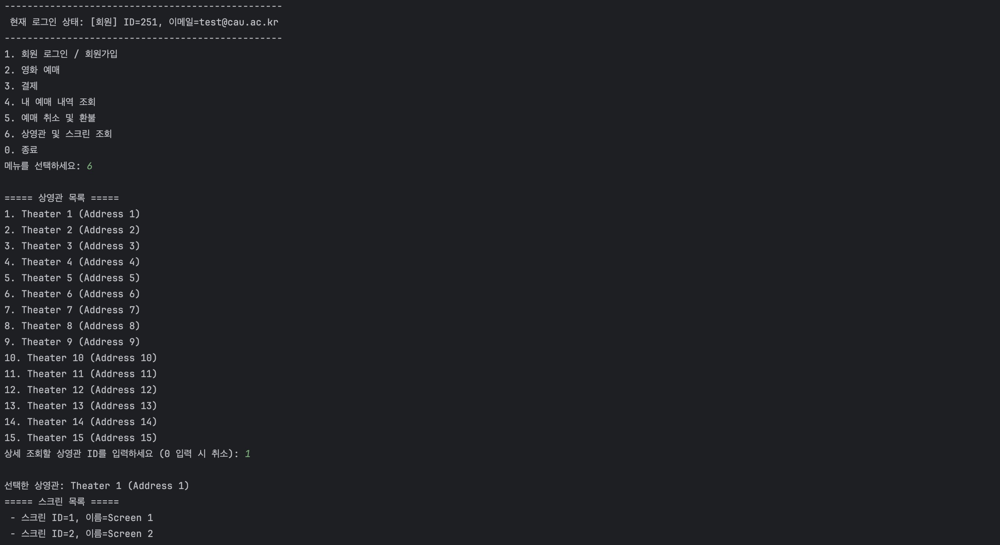 -------------------------------------------------
 현재 로그인 상태: [회원] ID=251, 이메일=test@cau.ac.kr
-------------------------------------------------
1. 회원 로그인 / 회원가입
2. 영화 예매
3. 결제
4. 내 예매 내역 조회
5. 예매 취소 및 환불
6. 상영관 및 스크린 조회
0. 종료
메뉴를 선택하세요: 6

===== 상영관 목록 =====
1. Theater 1 (Address 1)
2. Theater 2 (Address 2)
3. Theater 3 (Address 3)
4. Theater 4 (Address 4)
5. Theater 5 (Address 5)
6. Theater 6 (Address 6)
7. Theater 7 (Address 7)
8. Theater 8 (Address 8)
9. Theater 9 (Address 9)
10. Theater 10 (Address 10)
11. Theater 11 (Address 11)
12. Theater 12 (Address 12)
13. Theater 13 (Address 13)
14. Theater 14 (Address 14)
15. Theater 15 (Address 15)
상세 조회할 상영관 ID를 입력하세요 (0 입력 시 취소): 1

선택한 상영관: Theater 1 (Address 1)
===== 스크린 목록 =====
 - 스크린 ID=1, 이름=Screen 1
 - 스크린 ID=2, 이름=Screen 2